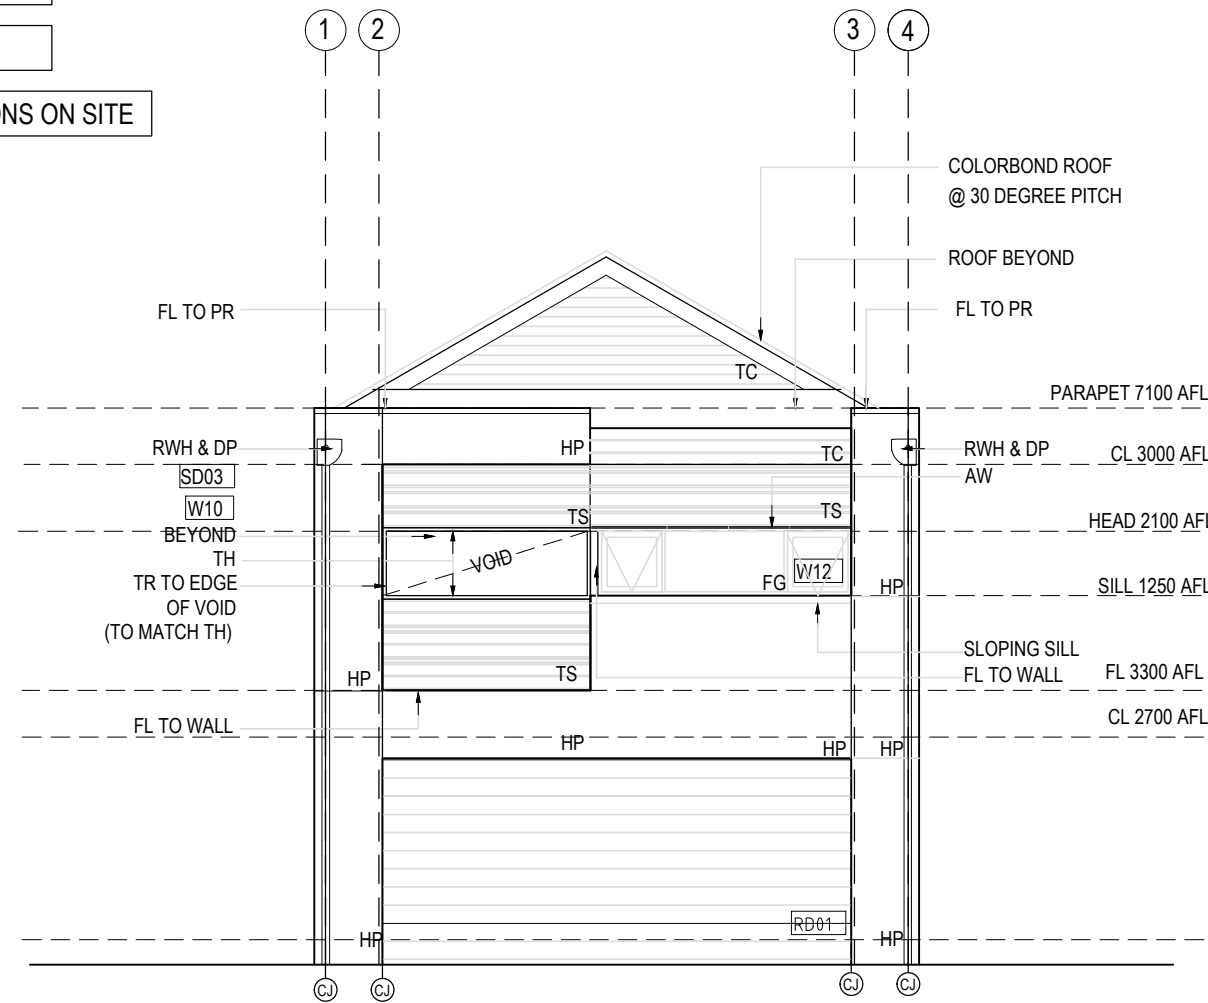 1
2
3
4
ONS ON SITE
COLORBOND ROOF
@ 30 DEGREE PITCH
ROOF BEYOND
FL TO PR
FL TO PR
TC
PARAPET 7100 AFL
RWH & DP
HP
TC
RWH & DP
CL 3000 AFL
SD03
AW
W10
TS
TS
HEAD 2100 AFL
BEYOND
TH
VOID
W12
TR TO EDGE
FG
HP
SILL 1250 AFL
OF VOID
(TO MATCH TH)
SLOPING SILL
HP
TS
FL TO WALL
FL 3300 AFL
FL TO WALL
CL 2700 AFL
HP
HP
HP
RD01
HP
HP
CJ
CJ
CJ
CJ